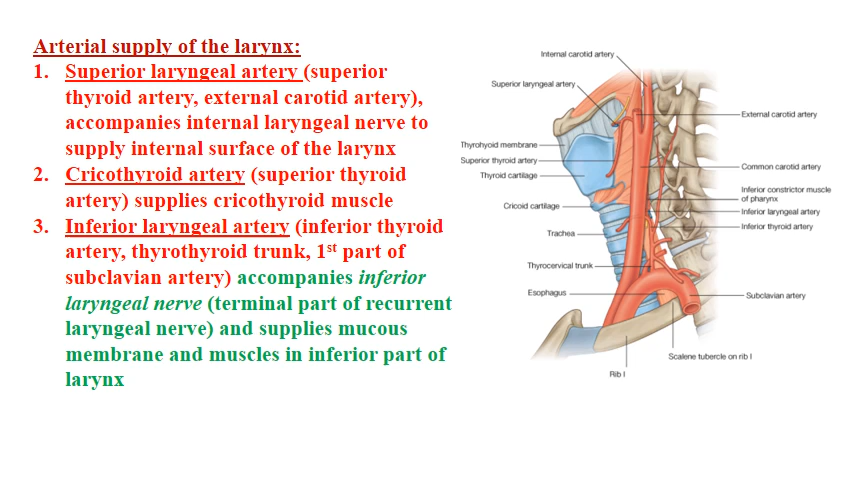 Arterial supply of the larynx:
1. Superior laryngeal artery (superior
thyroid artery, external carotid artery),
accompanies internal laryngeal nerve to
supply internal surface of the larynx
2. Cricothyroid artery (superior thyroid
artery) supplies cricothyroid muscle
3. Inferior laryngeal artery (inferior thyroid
artery, thyrothyroid trunk, 1st part of
subclavian artery) accompanies inferior
laryngeal nerve (terminal part of recurrent
laryngeal nerve) and supplies mucous
membrane and muscles in inferior part of
larynx
Internal carotid artery
Superior laryngeal artery
Thyrohyoid membrane
Superior thyroid artery
Thyroid cartilage
Cricoid cartilage
Trachea
Thyrocervical trunk
Esophagus
Rib I
External carotid artery
Common carotid artery
Inferior constrictor muscle
of pharynx
Inferior laryngeal artery
Inferior thyroid artery
Subclavian artery
Scalene tubercle on rib I